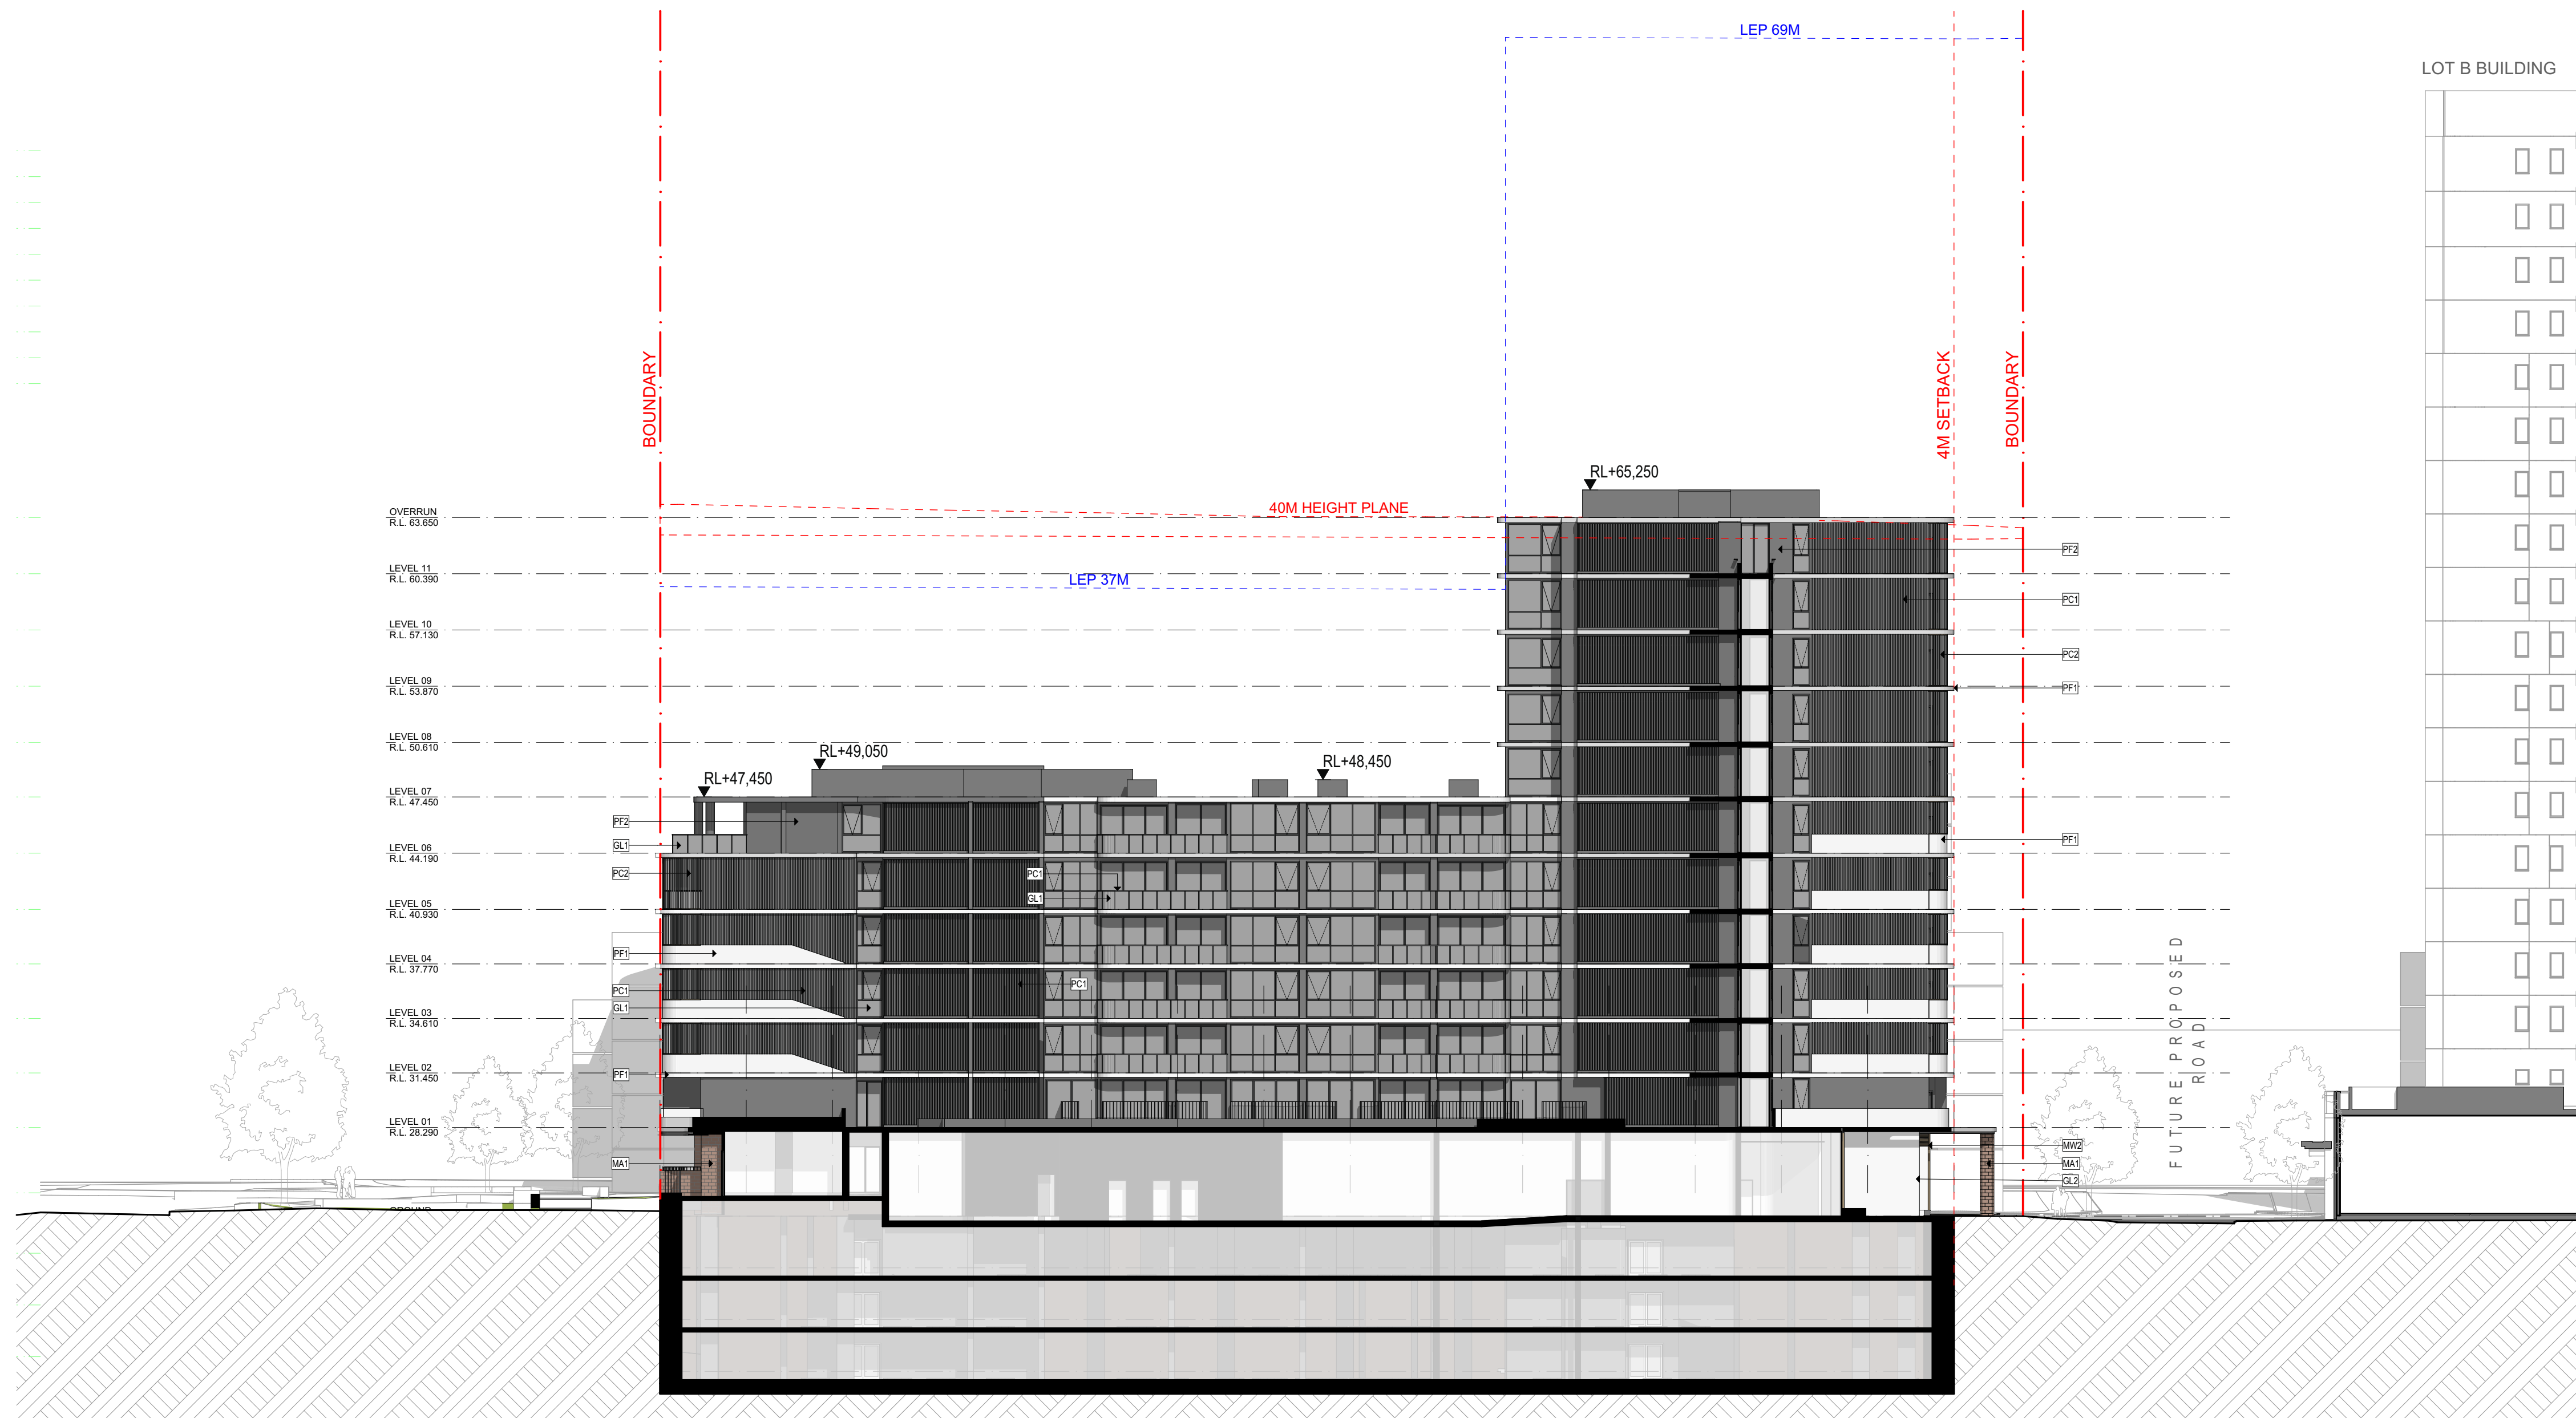 LEP 69M
LOT B BUILDING
BOUNDARY
4M SETBACK
BOUNDARY
RL+65,250
40M HEIGHT PLANE
OVERRUN
R.L. 63.650
PF2
LEVEL 11
R.L. 60.390
LEP 37M
PC1
LEVEL 10
R.L. 57.130
PC2
LEVEL 09
R.L. 53.870
PF1
LEVEL 08
R.L. 50.610
RL+49,050
RL+48,450
RL+47,450
LEVEL 07
R.L. 47.450
PF2
PF1
LEVEL 06
R.L. 44.190
GL1
PC2
PC1
LEVEL 05
R.L. 40.930
GL1
PF1
LEVEL 04
R.L. 37.770
PC1
PC1
GL1
LEVEL 03
R.L. 34.610
FUTURE PROPOSED
ROAD
LEVEL 02
R.L. 31.450
PF1
LEVEL 01
R.L. 28.290
MW2
MA1
MA1
GL2
GROUND